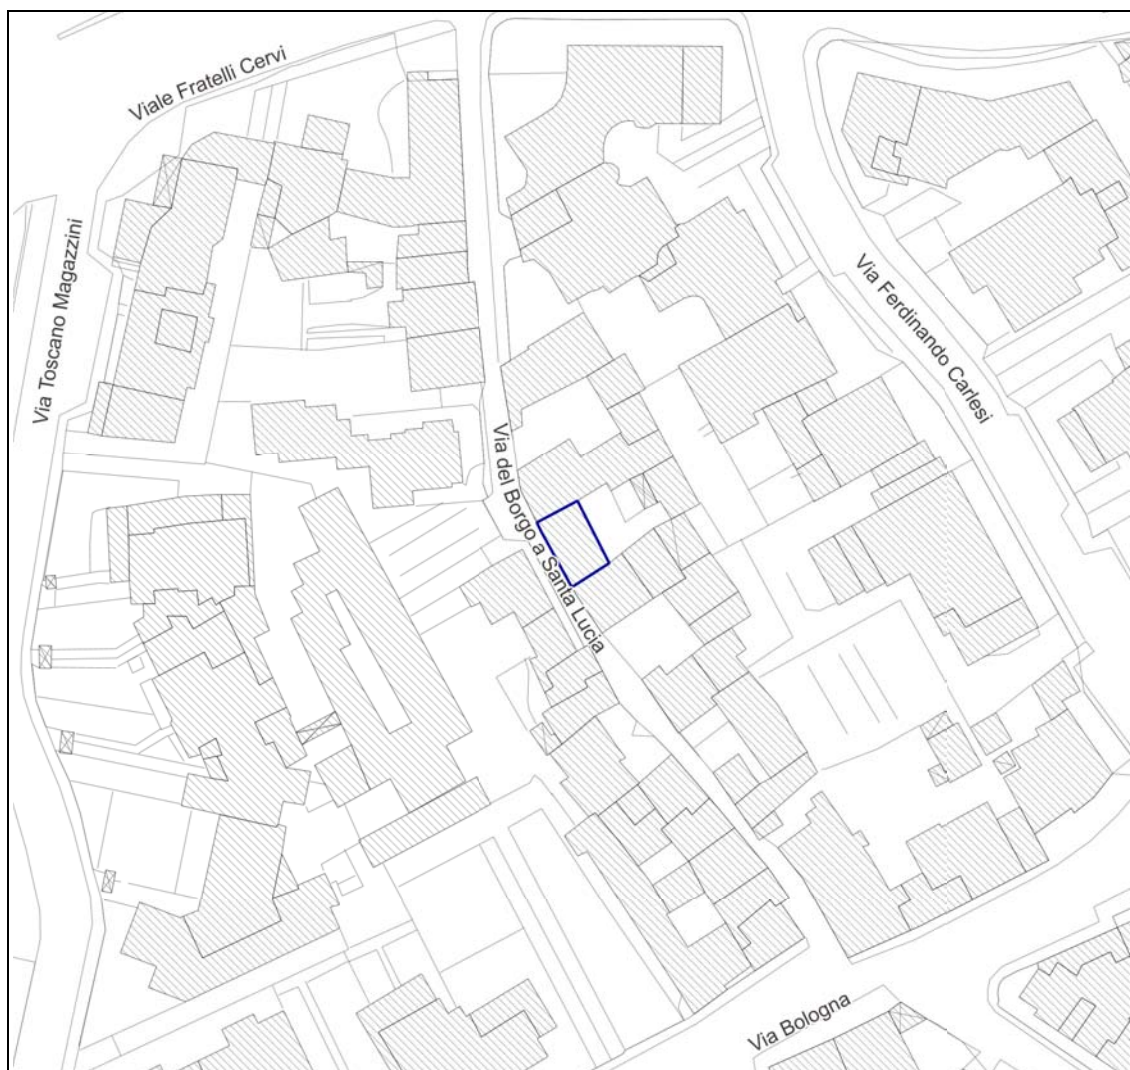 Viale Fratelli Cervi
Via Toscano Magazzini
Via Ferdinando Carlesi
Via del Borgo a Santa Lucia
Via Bologna